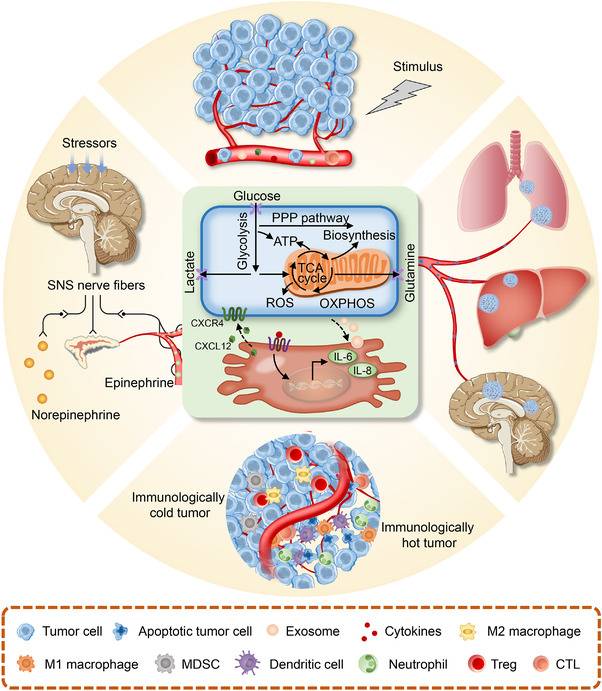 Stimulus
Stressors
SNS nerve fibers
Epinephrine
Norepinephrine
Glucose
Glycolysis
PPP pathway
ATP
Biosynthesis
Lactate
TCA
cycle
Glutamine
ROS
OXPHOS
CXCR4
CXCL12
IL-6
IL-8
Immunologically
cold tumor
Immunologically
hot tumor
Tumor cell
Apoptotic tumor cell
Exosome
Cytokines
M2 macrophage
M1 macrophage
MDSC
Dendritic cell
Neutrophil
Treg
CTL